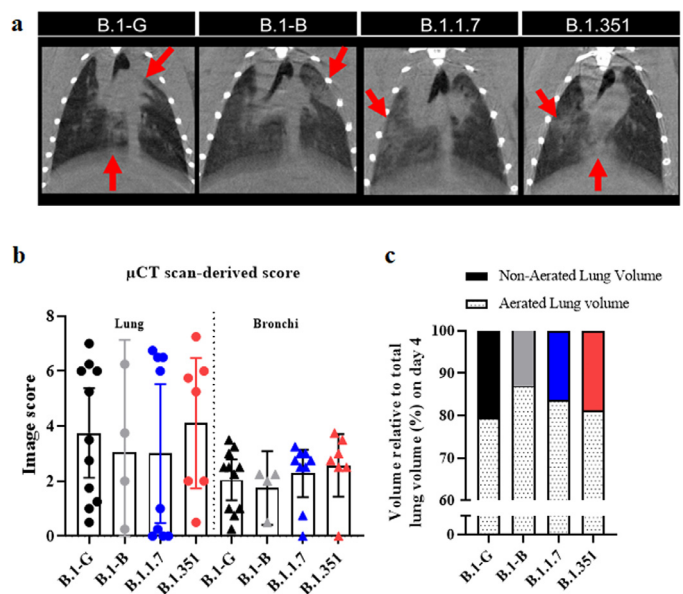 a
B.1-G B.1-B B.1.1.7 B.1.351
b
µCT scan-derived score
Lung Bronchi
Image score
8
6
4
2
0
B.1-G B.1-B B.1.1.7 B.1.351 B.1-G B.1-B B.1.1.7 B.1.351
c
Non-Aerated Lung Volume
Aerated Lung volume
Volume relative to total
lung volume (%) on day 4
100
90
80
70
60
0
B.1-G B.1-B B.1.1.7 B.1.351